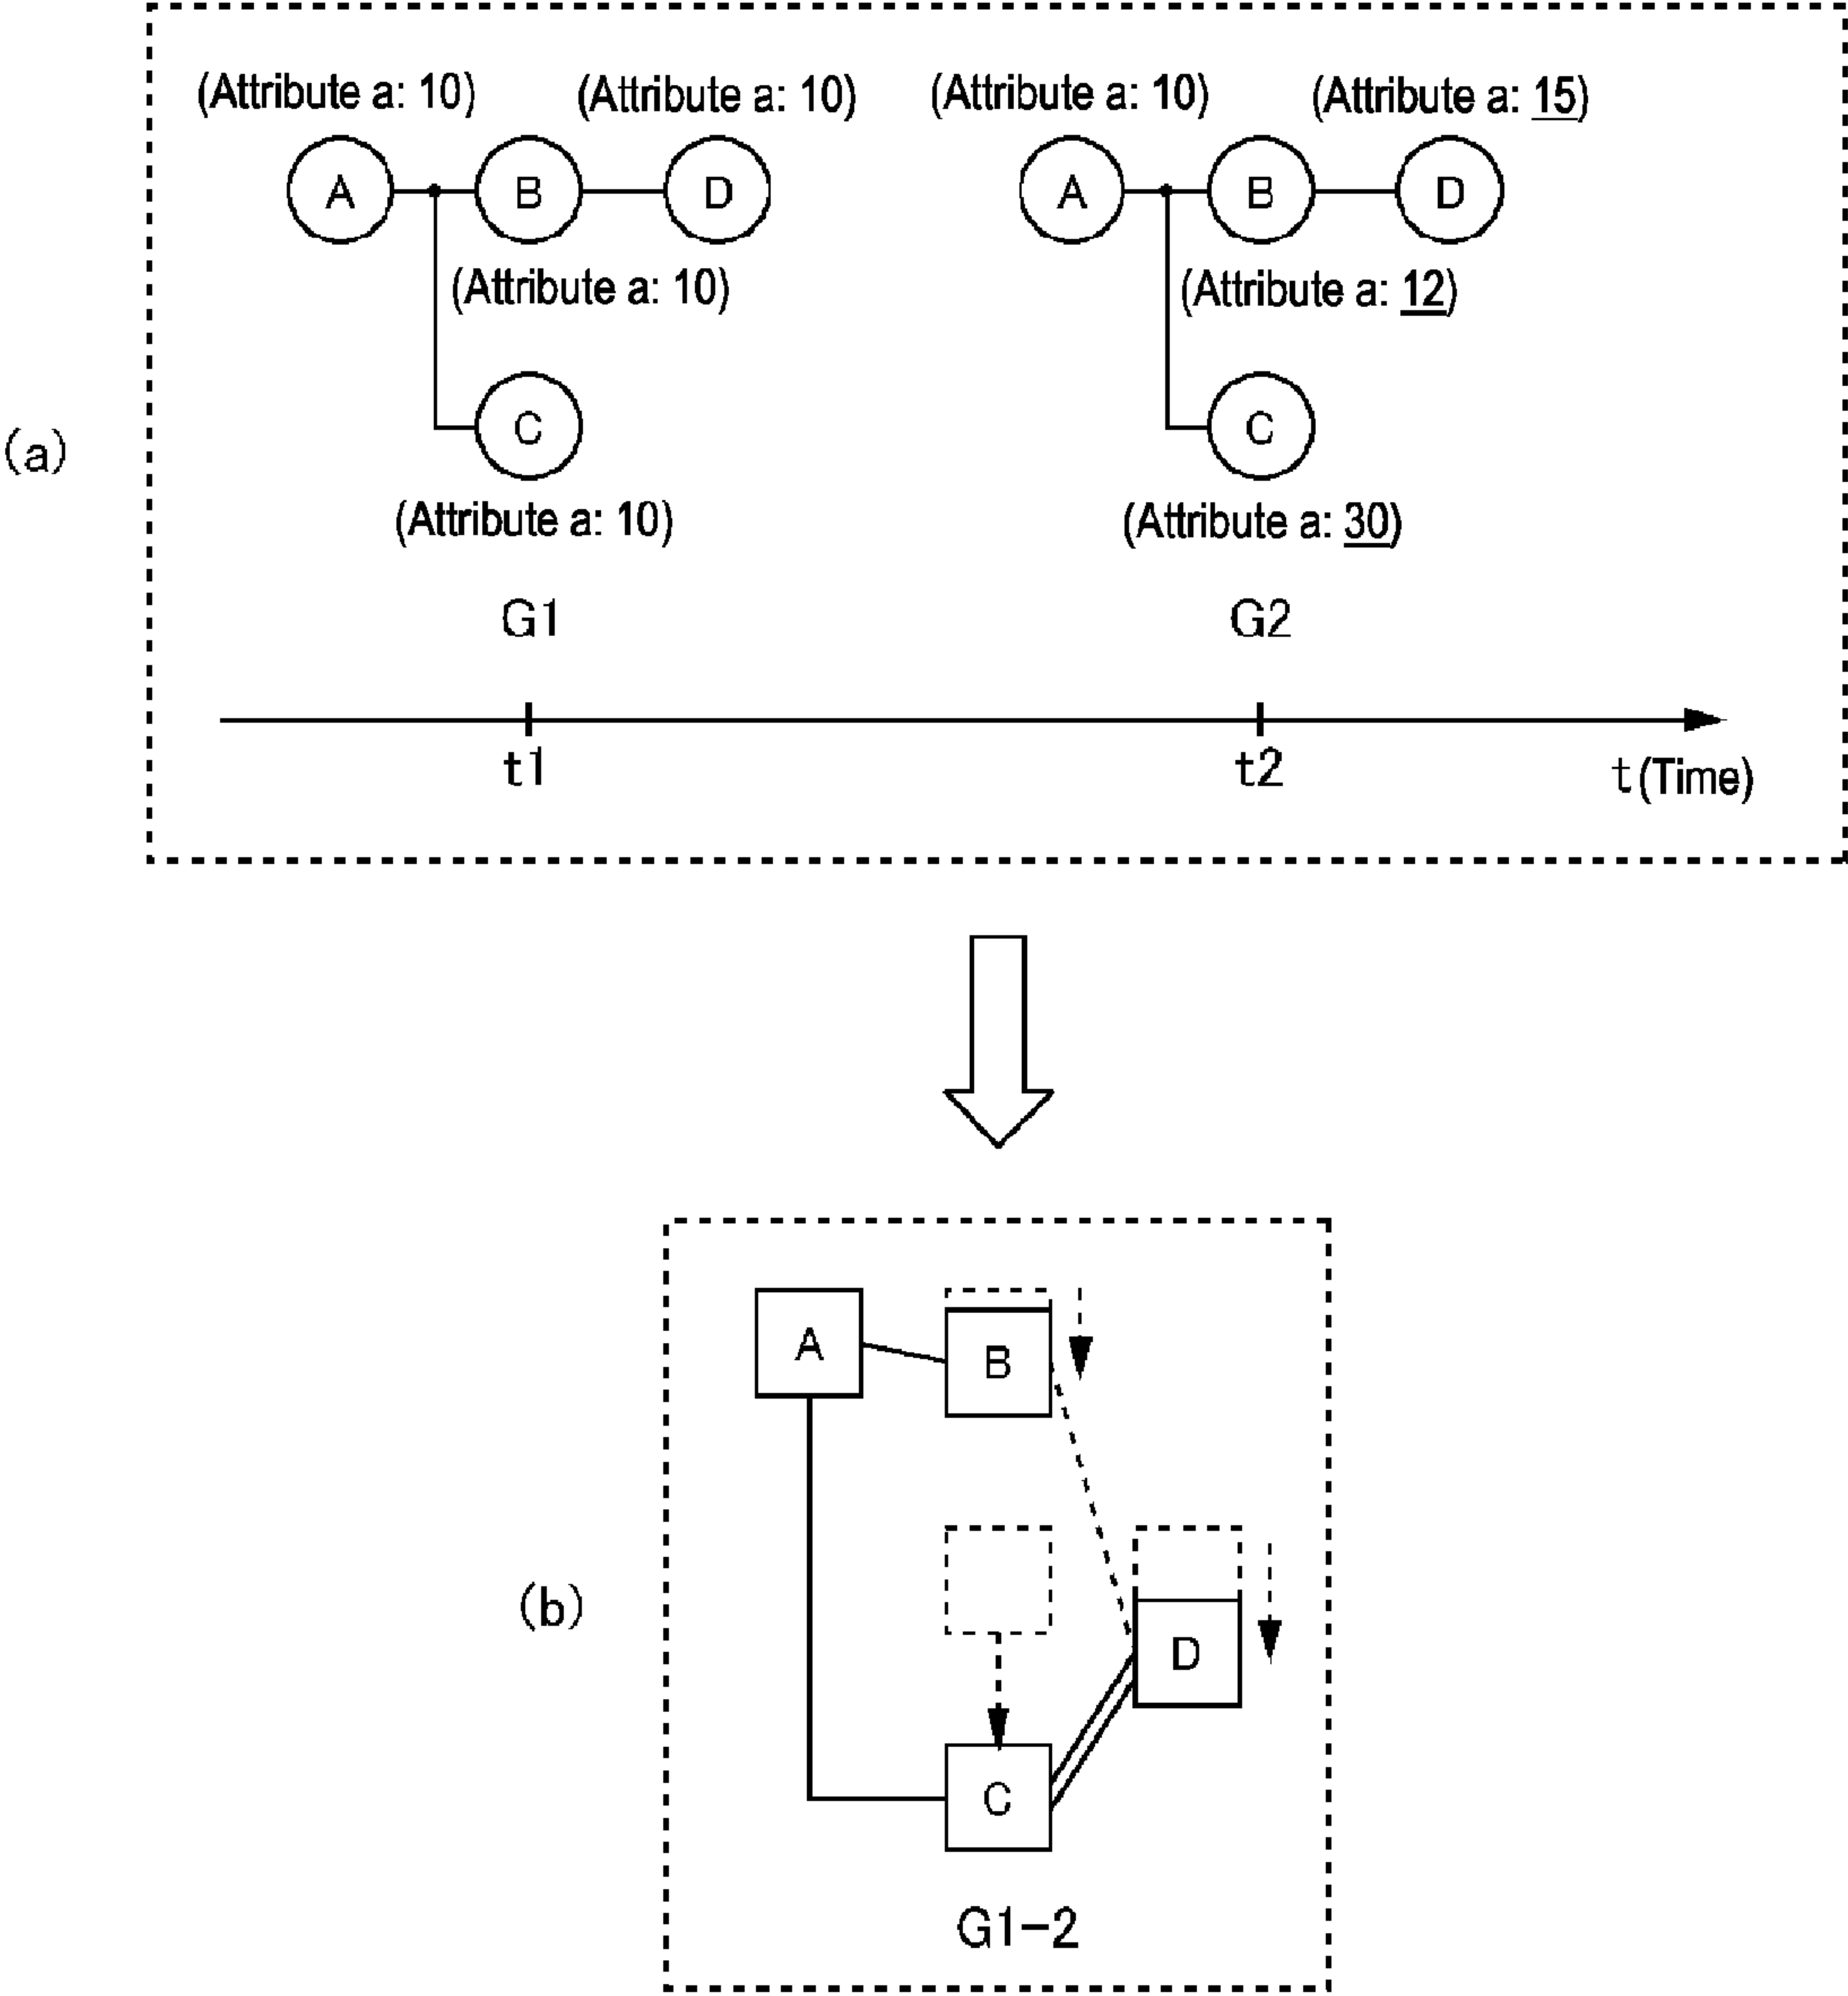 (Attribute a: 10) (Attribute a: 10) (Attribute a: 10) (Attribute a: 15)
A B D A B D
(Attribute a: 10) (Attribute a: 12)
C C
(a)
(Attribute a: 10) (Attribute a: 30)
G1 G2
t1 t2 t(Time)
A B
(b)
D
C
G1-2